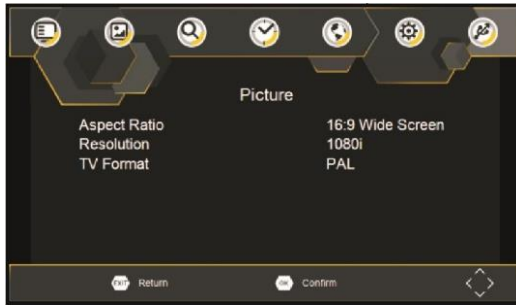 Picture
Aspect Ratio 16:9 Wide Screen
Resolution 1080i
TV Format PAL
EXIT Return OK Confirm